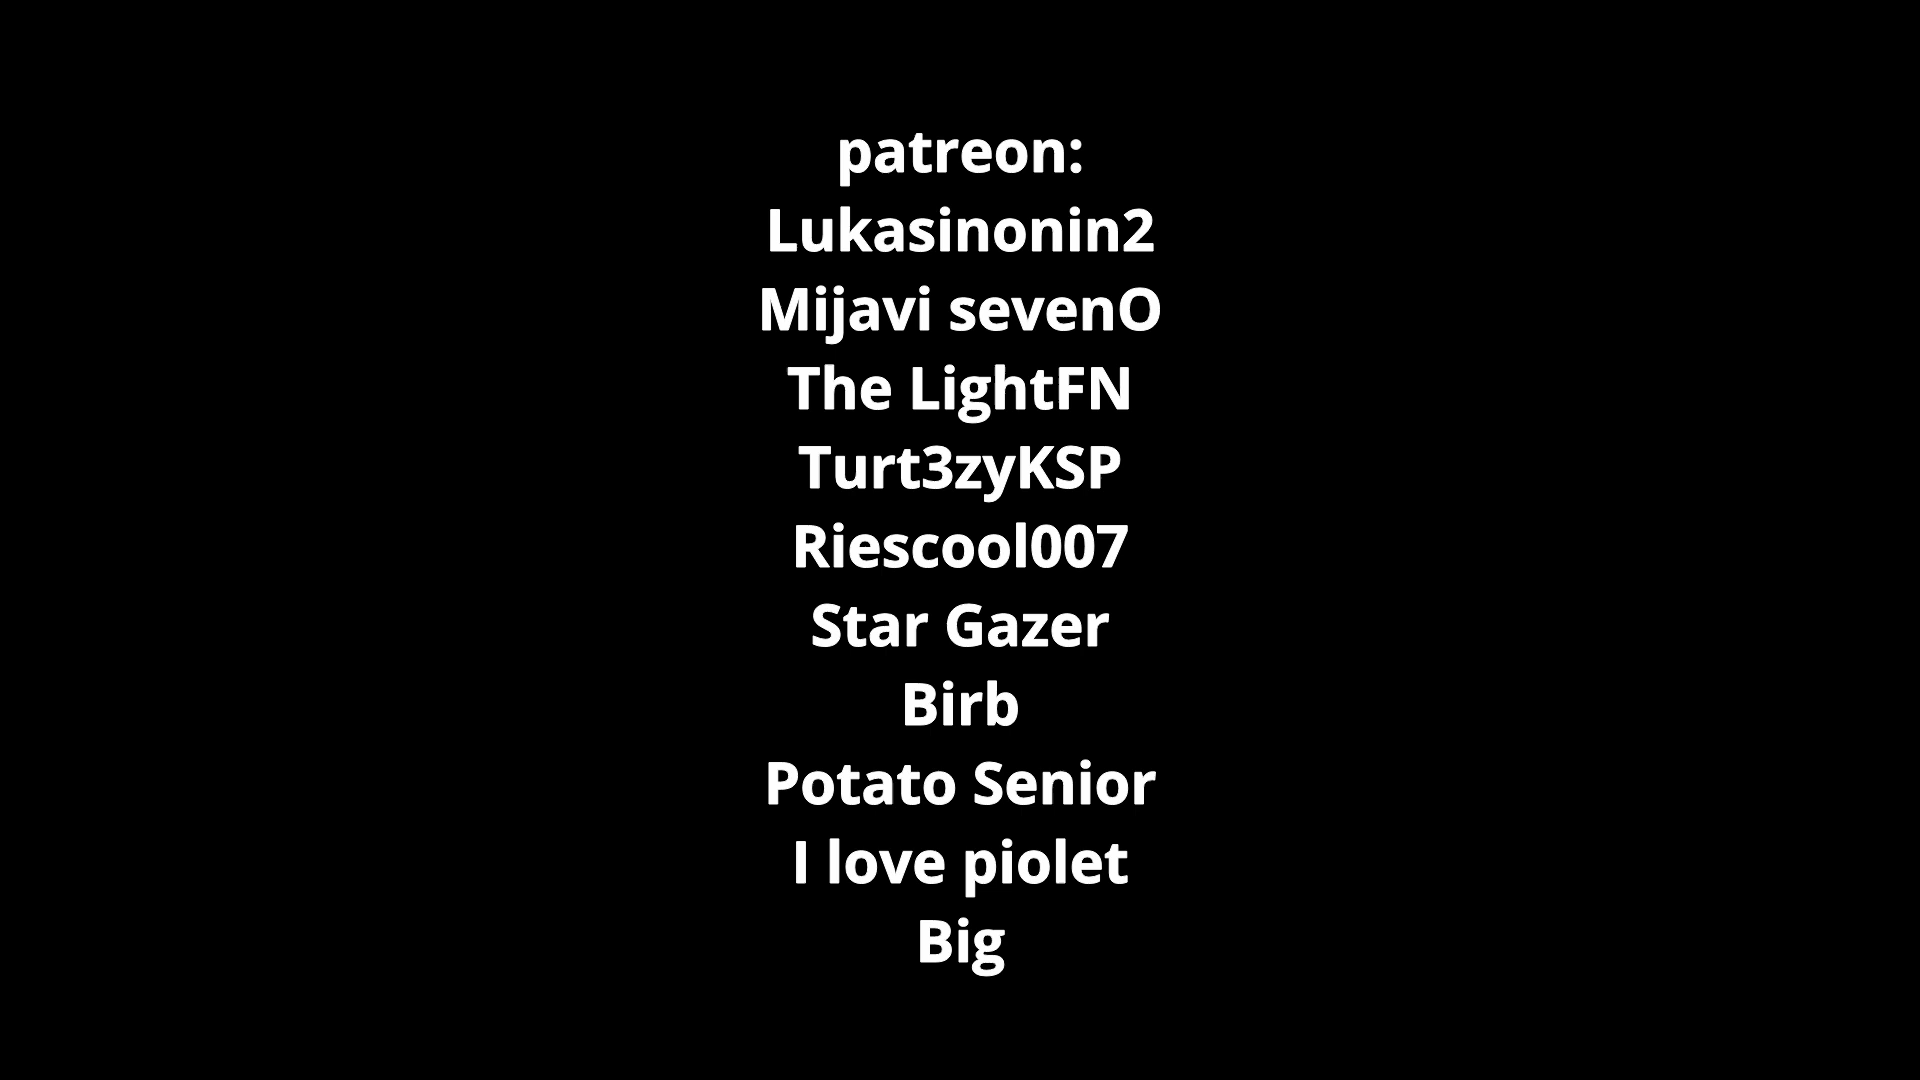 patreon:
Lukasinonin2
Mijavi sevenO
The LightFN
Turt3zyKSP
Riescool007
Star Gazer
Birb
Potato Senior
I love piolet
Big